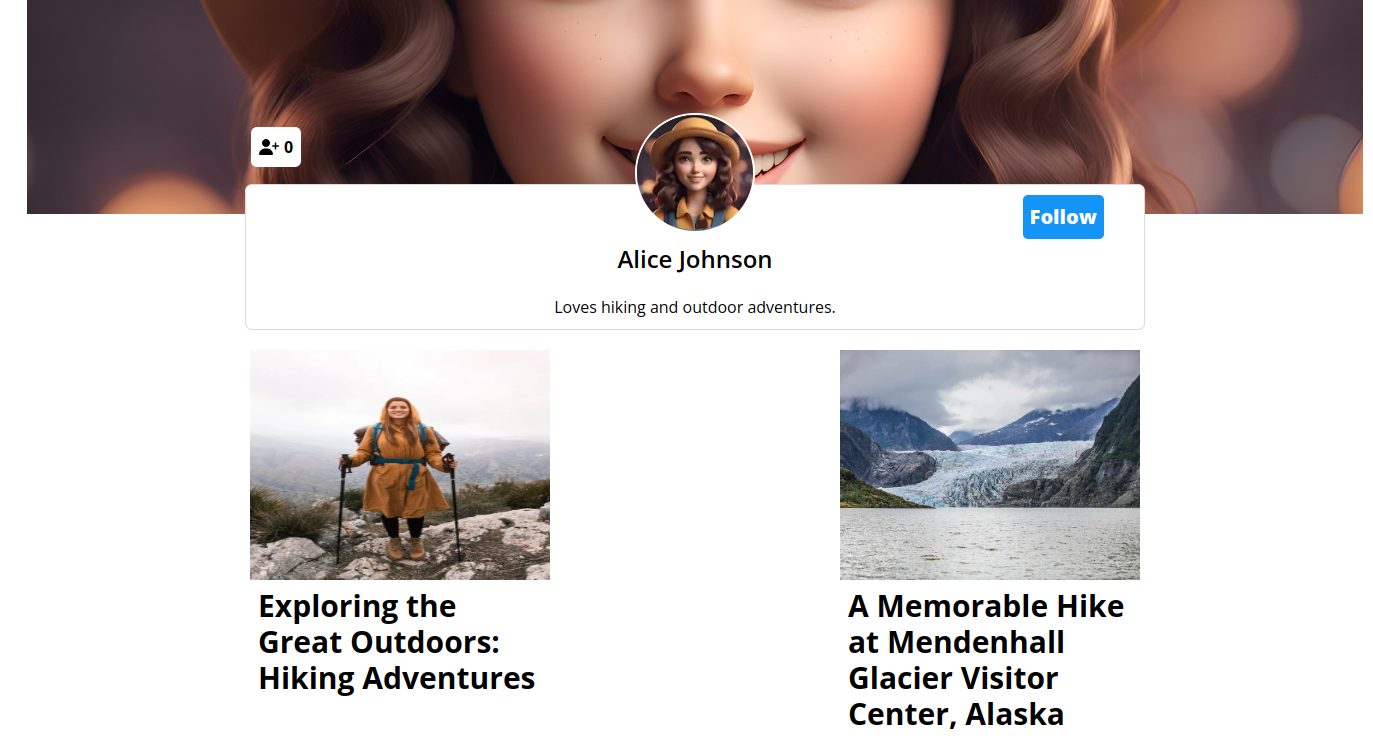 0
Follow
Alice Johnson
Loves hiking and outdoor adventures.
Exploring the
Great Outdoors:
Hiking Adventures
A Memorable Hike
at Mendenhall
Glacier Visitor
Center, Alaska